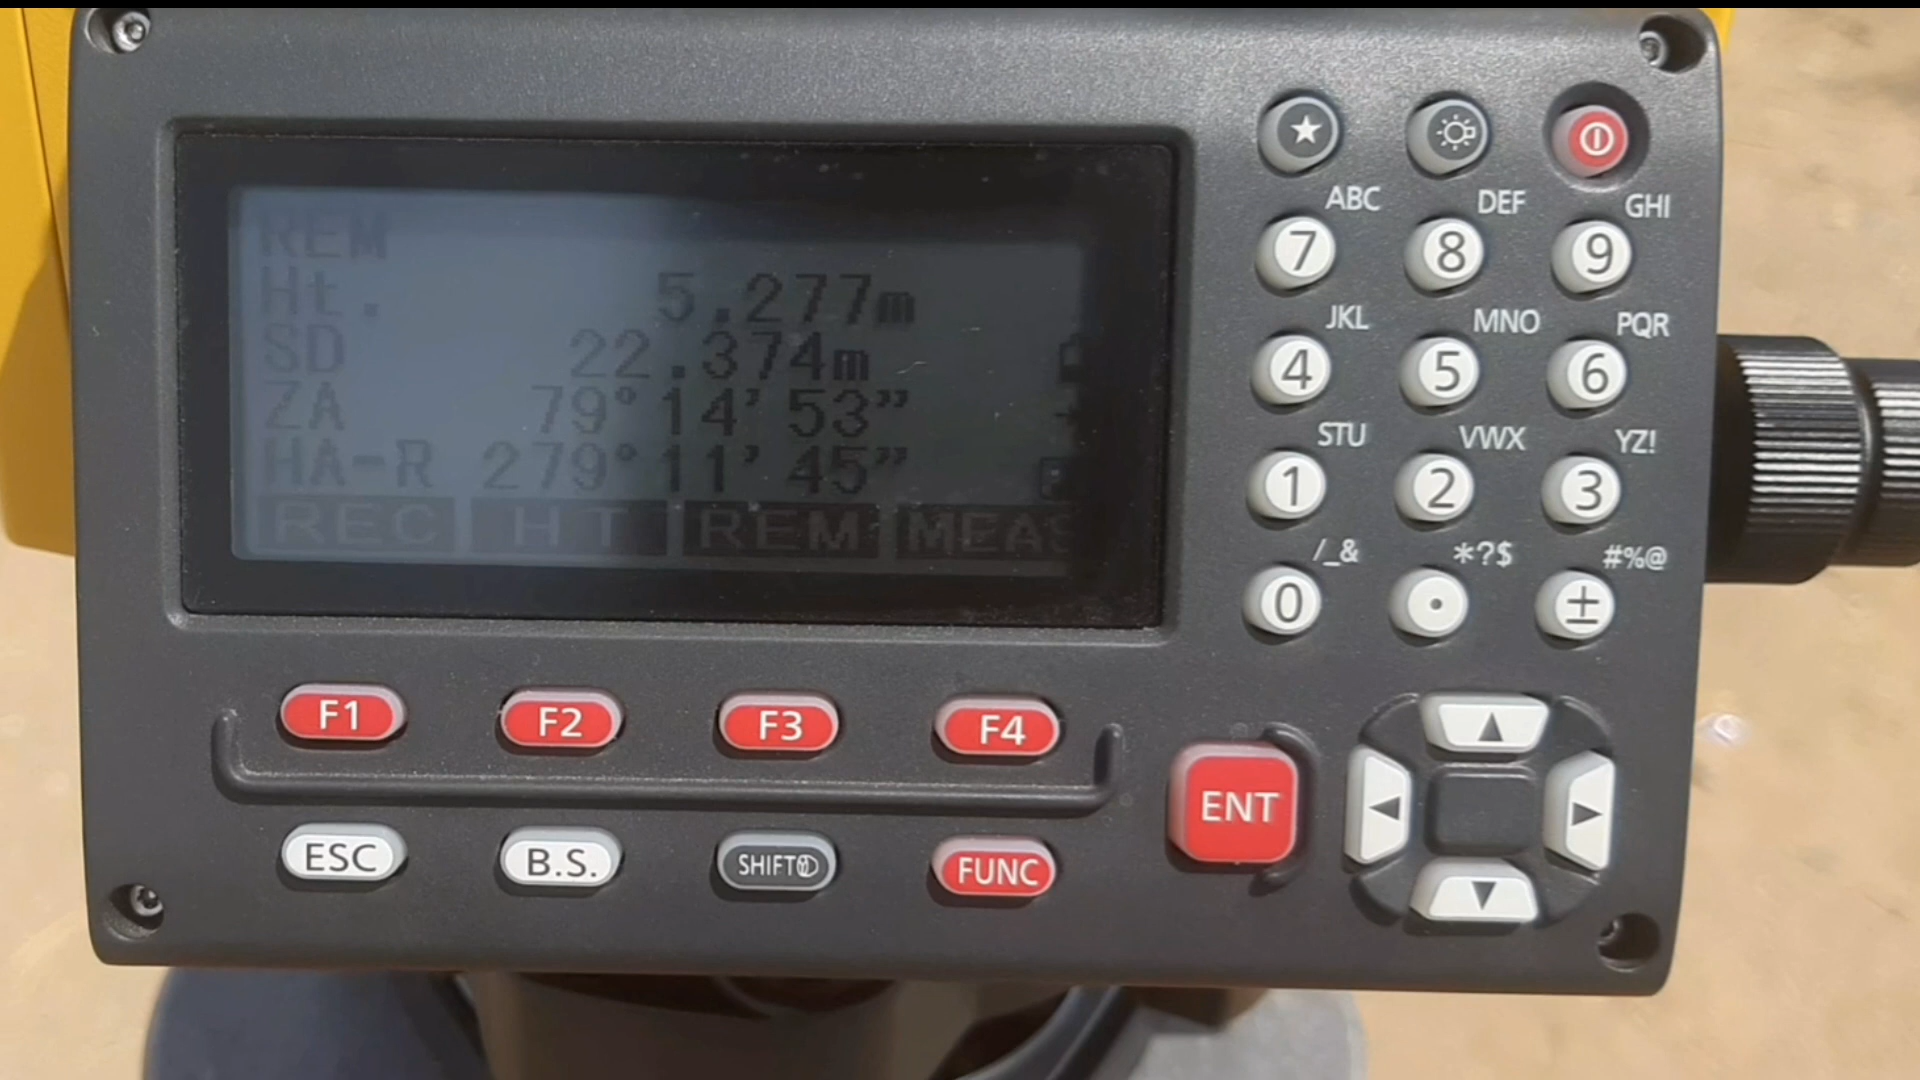 REM
Ht. 5.277m
SD 22.374m
ZA 79°14'53"
HA-R 279°11'45"
REC HT REM MEAS
ABC DEF GHI
7 8 9
JKL MNO PQR
4 5 6
STU VWX YZ!
1 2 3
/_& *?$ #%@
0 . ±
F1 F2 F3 F4
ENT
ESC B.S. SHIFT FUNC